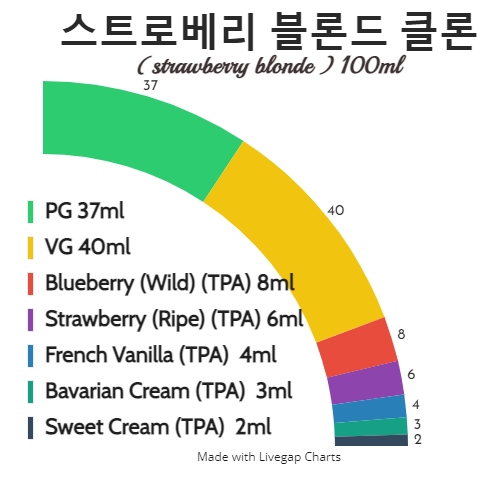 스트로베리 블론드 클론
( strawberry blonde ) 100ml
37
40
8
6
4
3
2
PG 37ml
VG 40ml
Blueberry (Wild) (TPA) 8ml
Strawberry (Ripe) (TPA) 6ml
French Vanilla (TPA) 4ml
Bavarian Cream (TPA) 3ml
Sweet Cream (TPA) 2ml
Made with Livegap Charts